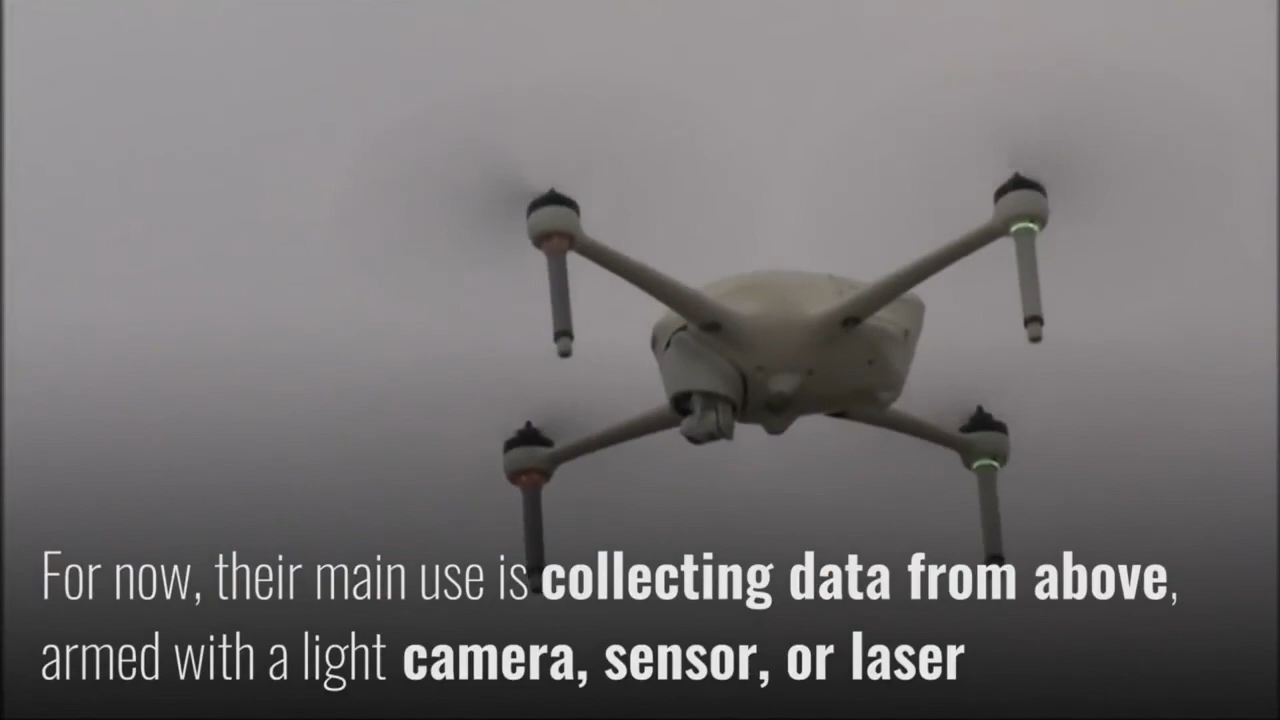 For now, their main use is collecting data from above,
armed with a light camera, sensor, or laser